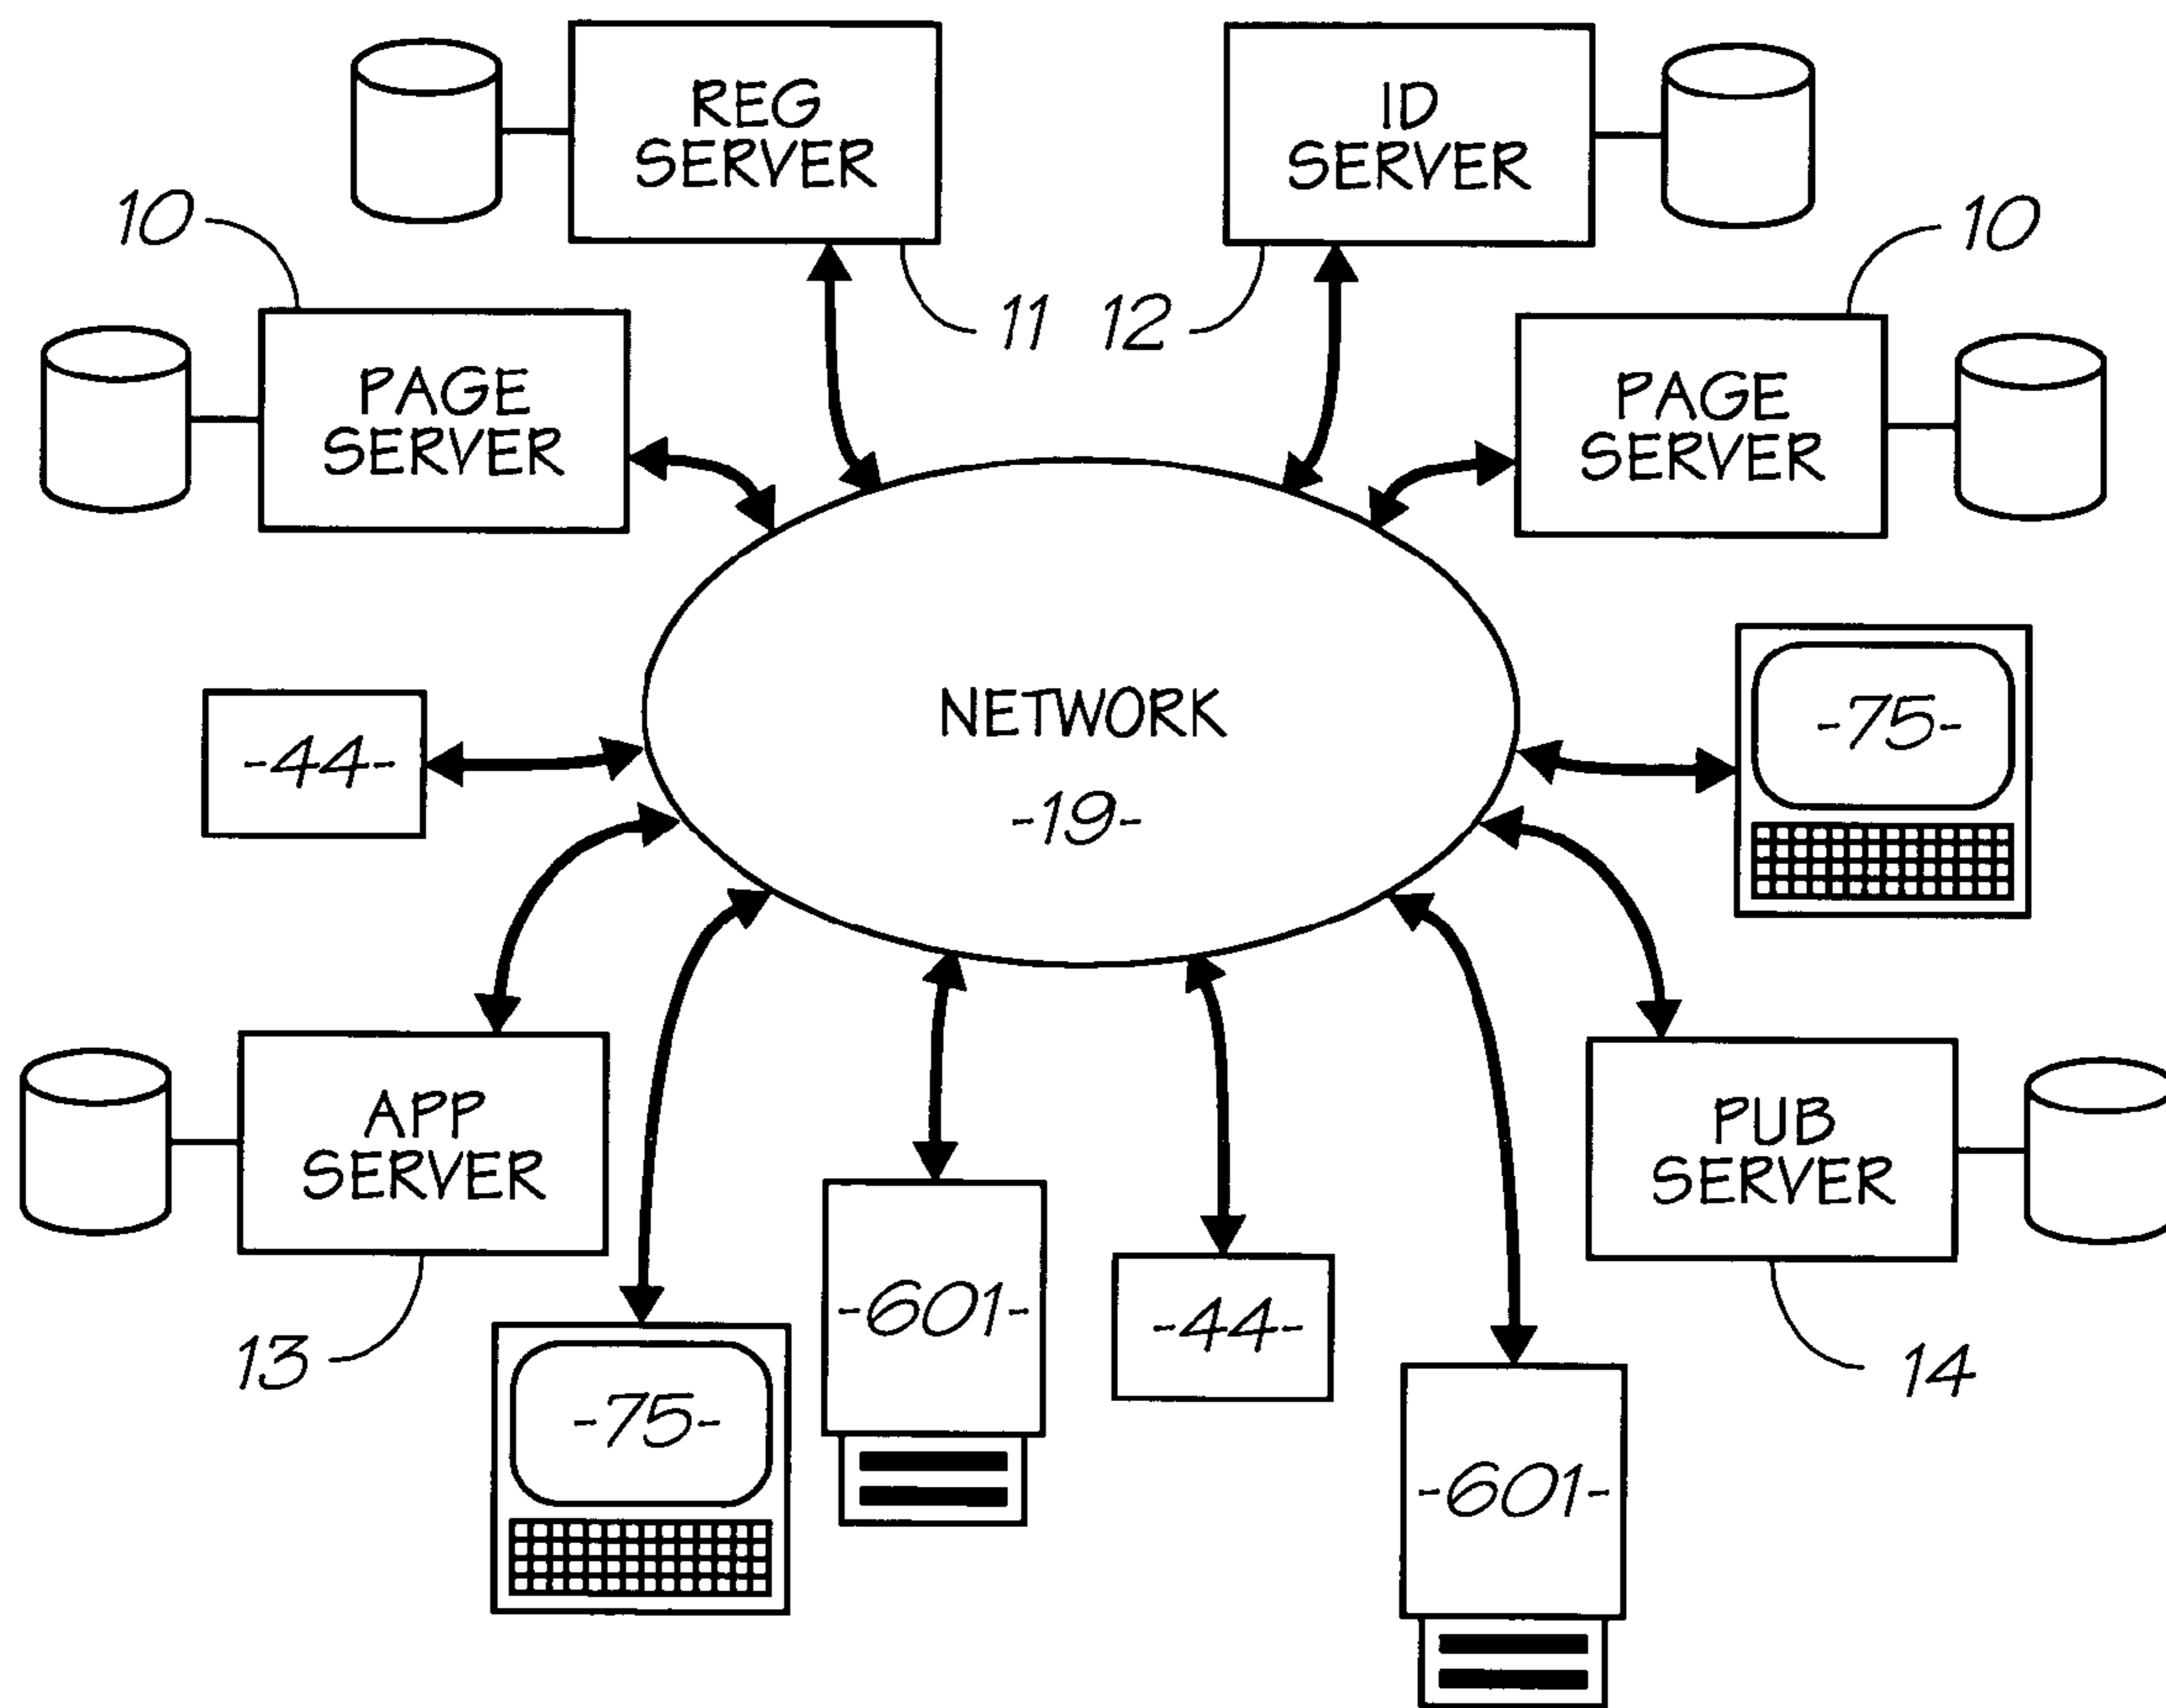 REG
SERVER
ID
SERVER
10
10
11
12
PAGE
SERVER
PAGE
SERVER
NETWORK
-19-
-44-
-75-
APP
SERVER
PUB
SERVER
13
-601-
-44-
14
-75-
-601-